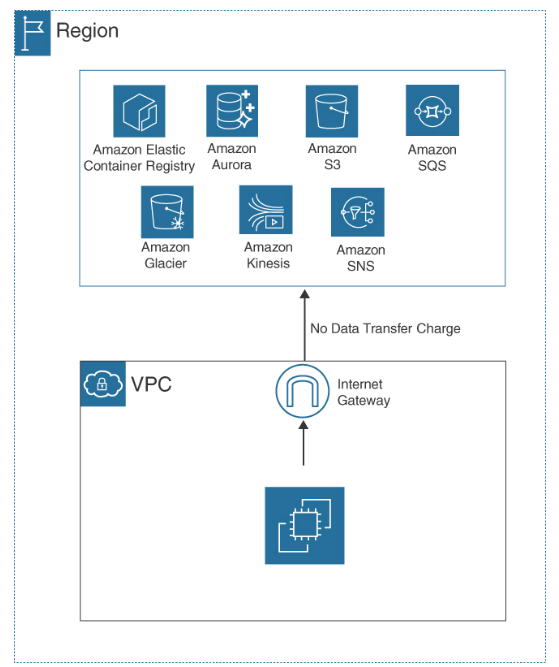 Region
Amazon Elastic
Container Registry
Amazon
Aurora
Amazon
S3
Amazon
SQS
Amazon
Glacier
Amazon
Kinesis
Amazon
SNS
No Data Transfer Charge
VPC
Internet
Gateway